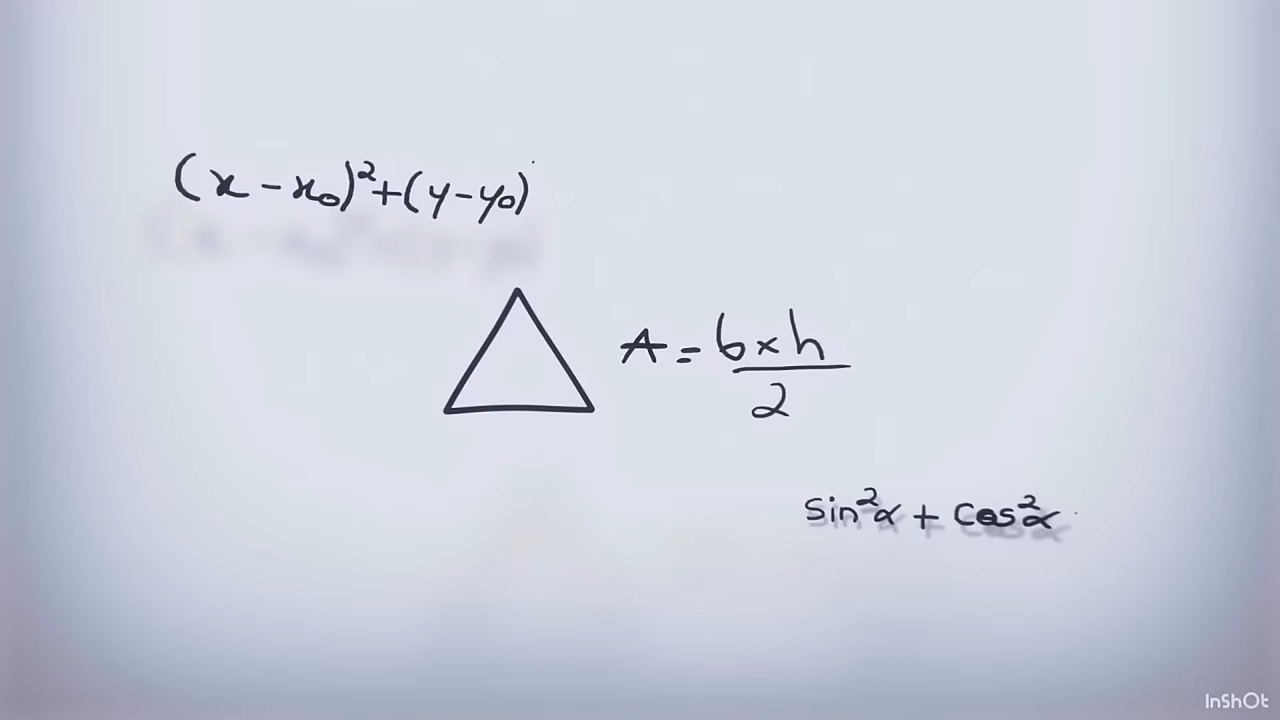 (x - x₀)² + (y - y₀)
A = b × h / 2
sin²α + cos²α
InShOt